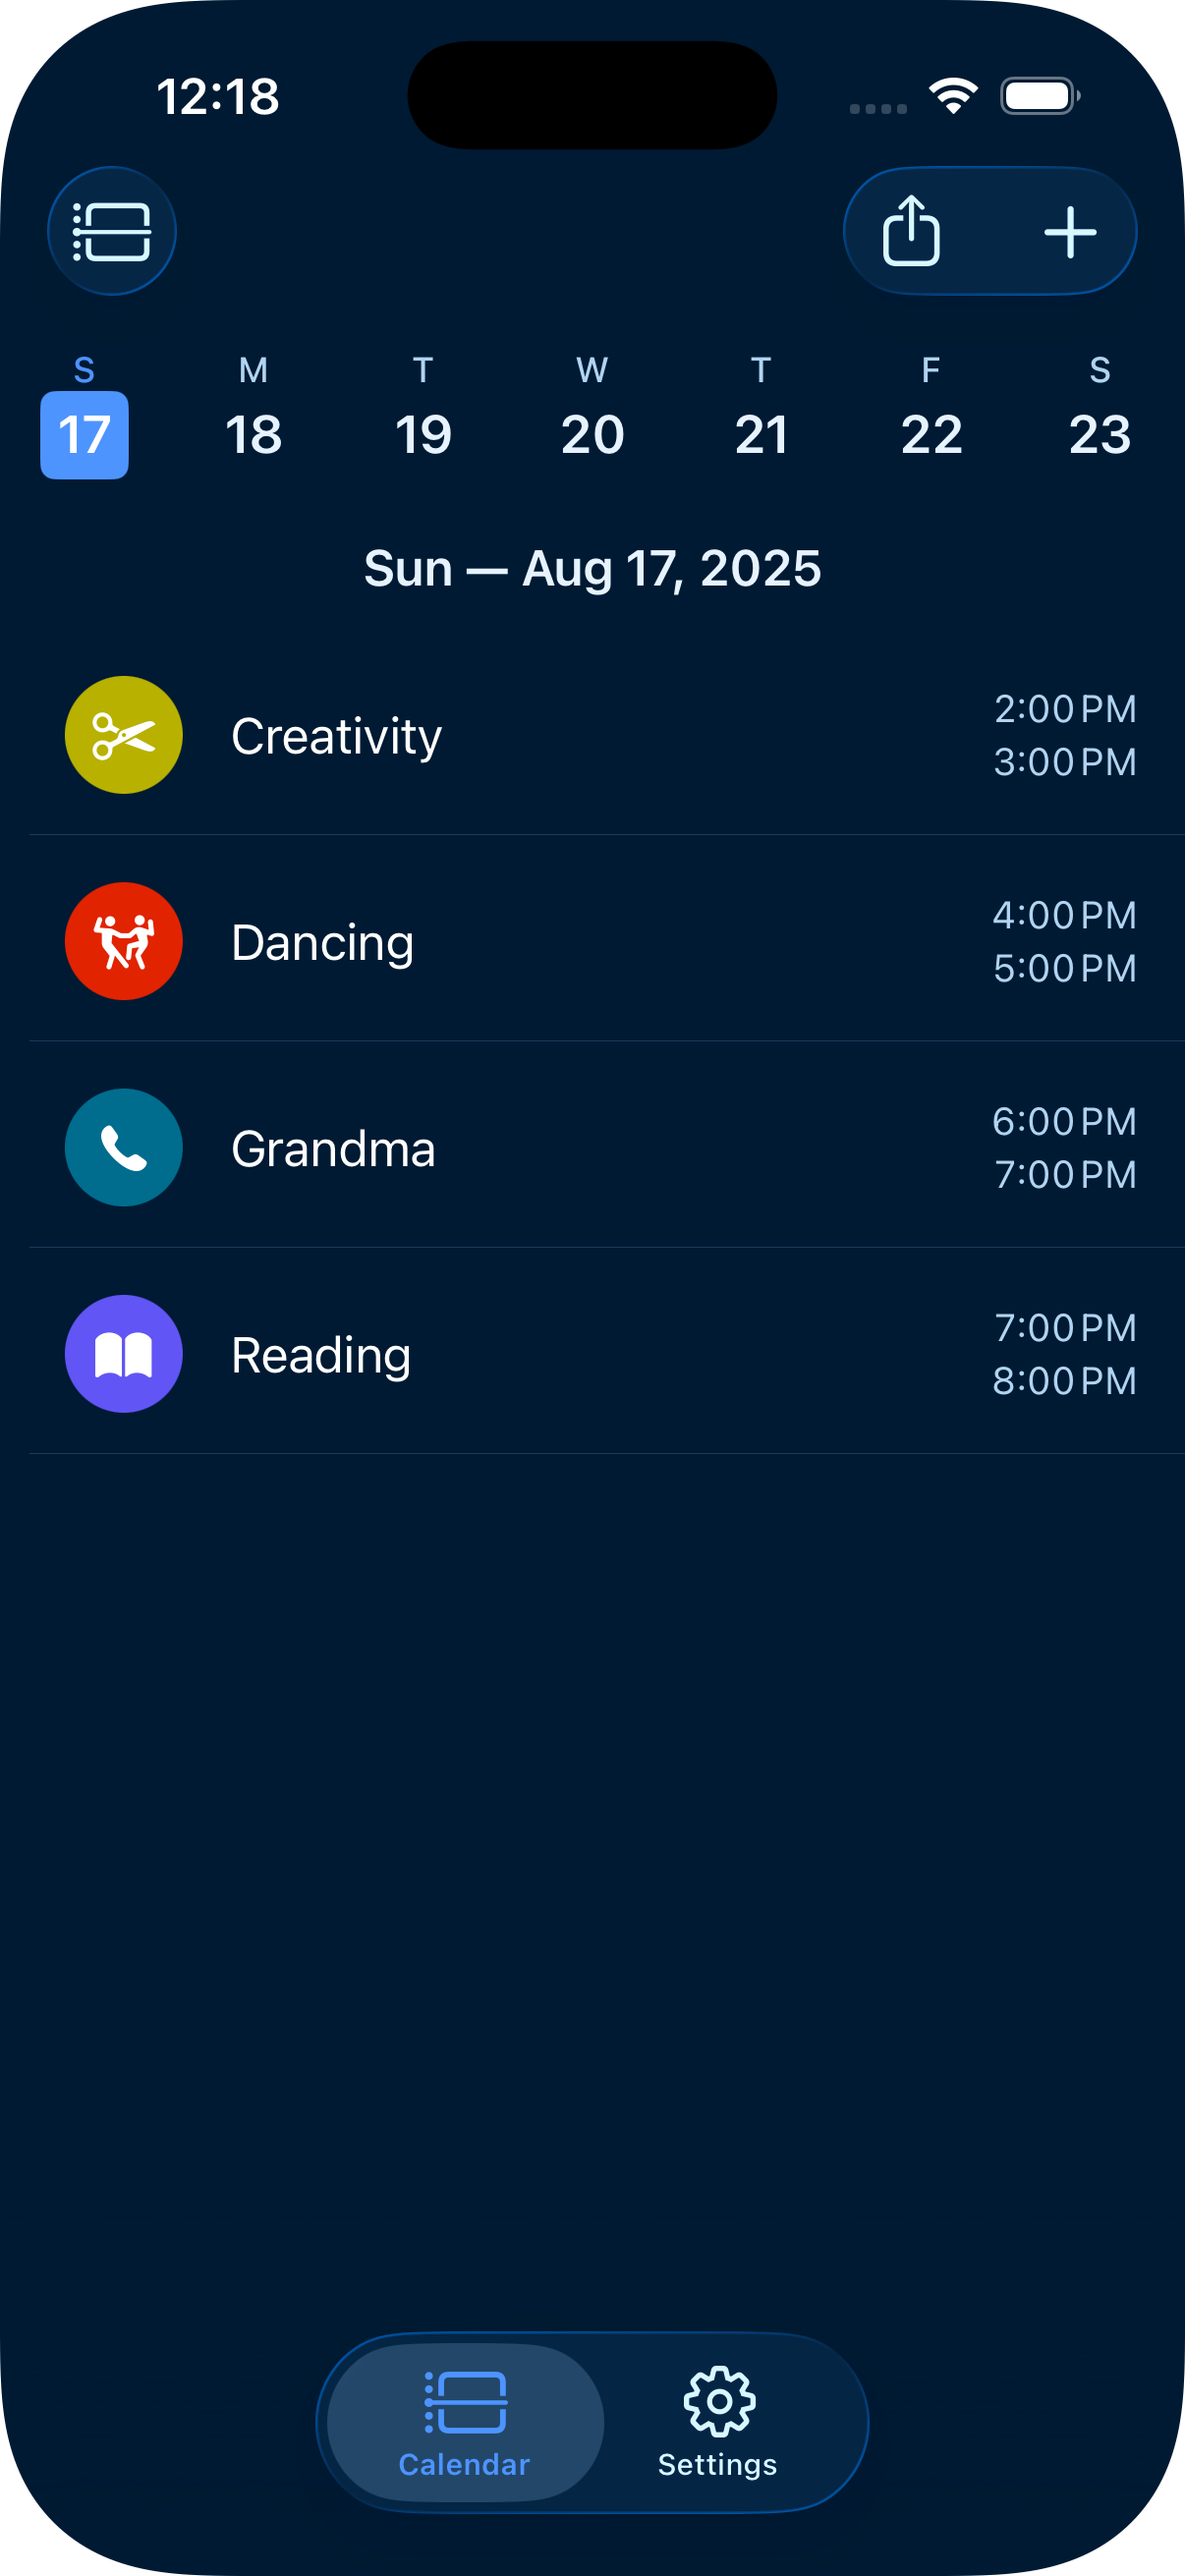 12:18
S M T W T F S
17 18 19 20 21 22 23
Sun — Aug 17, 2025
Creativity
2:00 PM
3:00 PM
Dancing
4:00 PM
5:00 PM
Grandma
6:00 PM
7:00 PM
Reading
7:00 PM
8:00 PM
Calendar Settings